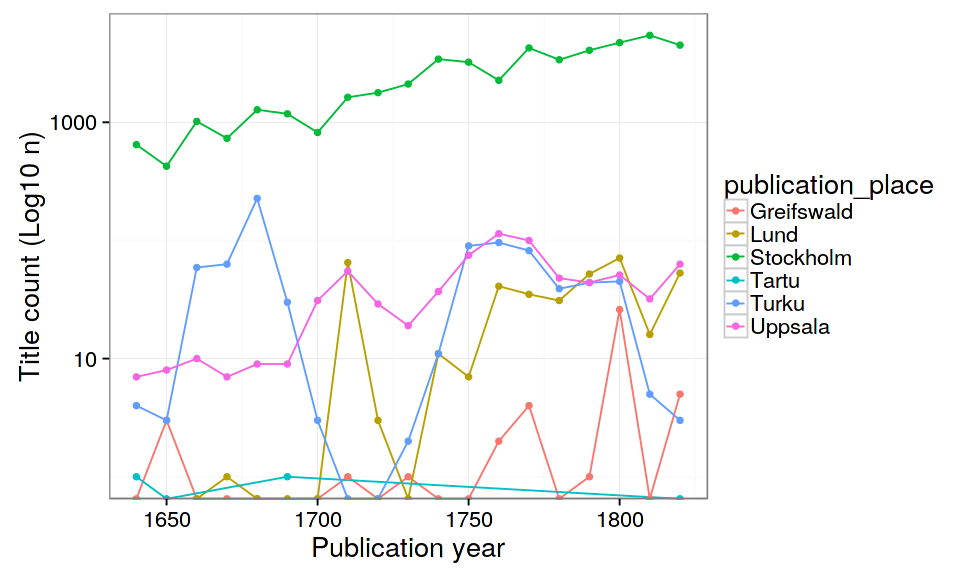 Title count (Log10 n)
1000
10
1650
1700
1750
1800
Publication year
publication_place
Greifswald
Lund
Stockholm
Tartu
Turku
Uppsala